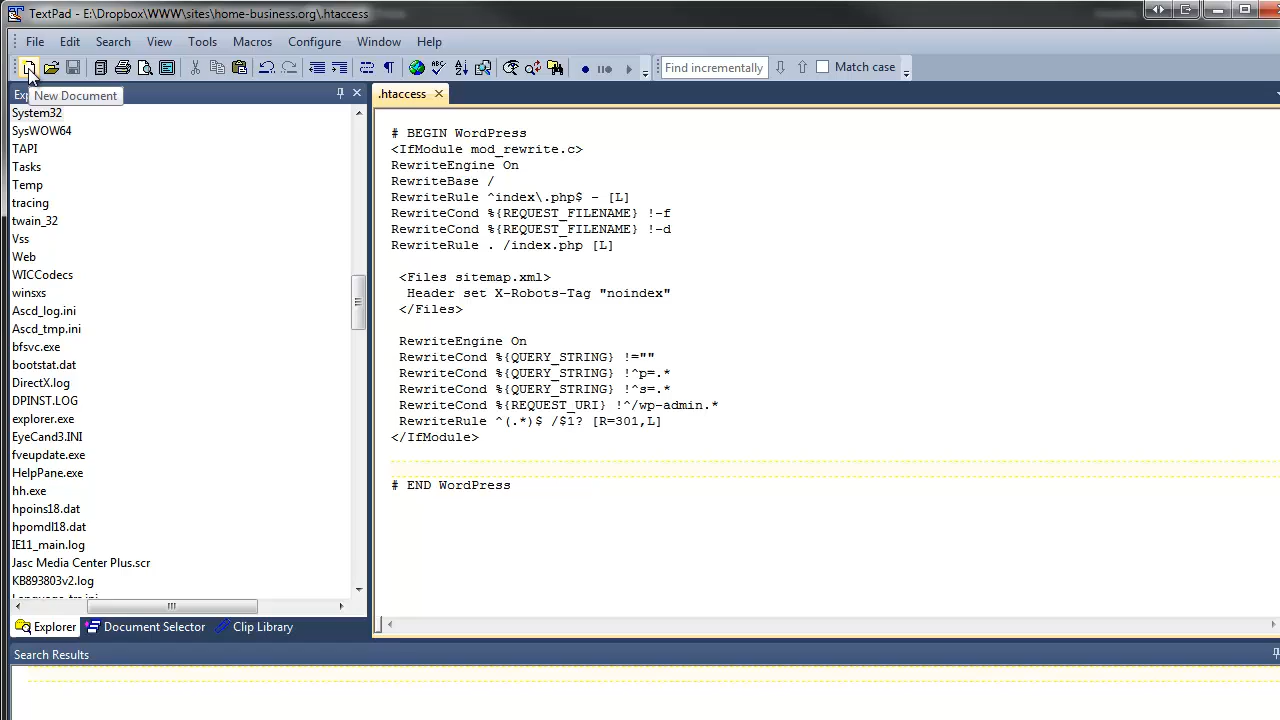 TextPad - E:\Dropbox\WWW\sites\home-business.org\.htaccess
File Edit Search View Tools Macros Configure Window Help
Find incrementally
Match case
New Document
System32
SysWOW64
TAPI
Tasks
Temp
tracing
twain_32
Vss
Web
WICCodecs
winsxs
Ascd_log.ini
Ascd_tmp.ini
bfsvc.exe
bootstat.dat
DirectX.log
DPINST.LOG
explorer.exe
EyeCand3.INI
fveupdate.exe
HelpPane.exe
hh.exe
hpoins18.dat
hpomdl18.dat
IE11_main.log
Jasc Media Center Plus.scr
KB893803v2.log
Explorer Document Selector Clip Library
.htaccess
# BEGIN WordPress
<IfModule mod_rewrite.c>
RewriteEngine On
RewriteBase /
RewriteRule ^index\.php$ - [L]
RewriteCond %{REQUEST_FILENAME} !-f
RewriteCond %{REQUEST_FILENAME} !-d
RewriteRule . /index.php [L]
<Files sitemap.xml>
Header set X-Robots-Tag "noindex"
</Files>
RewriteEngine On
RewriteCond %{QUERY_STRING} !=""
RewriteCond %{QUERY_STRING} !^p=.*
RewriteCond %{QUERY_STRING} !^s=.*
RewriteCond %{REQUEST_URI} !^/wp-admin.*
RewriteRule ^(.*)$ /$1? [R=301,L]
</IfModule>
# END WordPress
Search Results